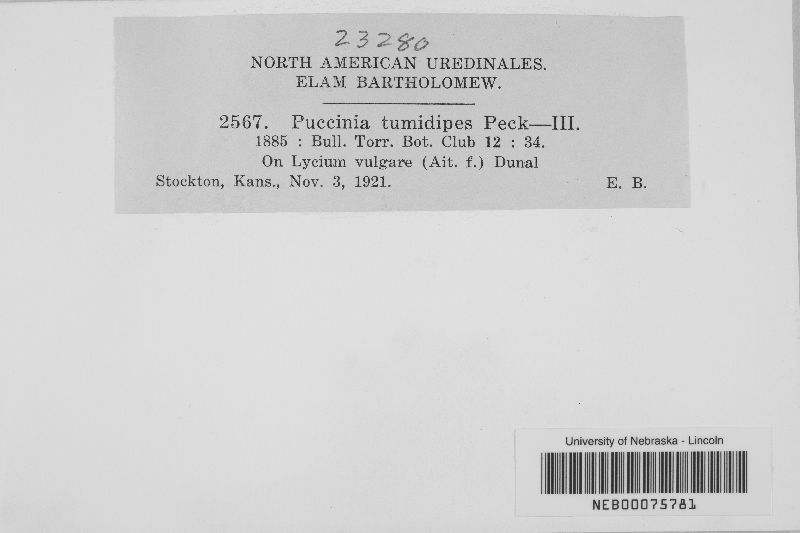 23280
NORTH AMERICAN UREDINALES.
ELAM BARTHOLOMEW.
2567. Puccinia tumidipes Peck—III.
1885 : Bull. Torr. Bot. Club 12 : 34.
On Lycium vulgare (Ait. f.) Dunal
Stockton, Kans., Nov. 3, 1921. E. B.
University of Nebraska - Lincoln
NEB00075781